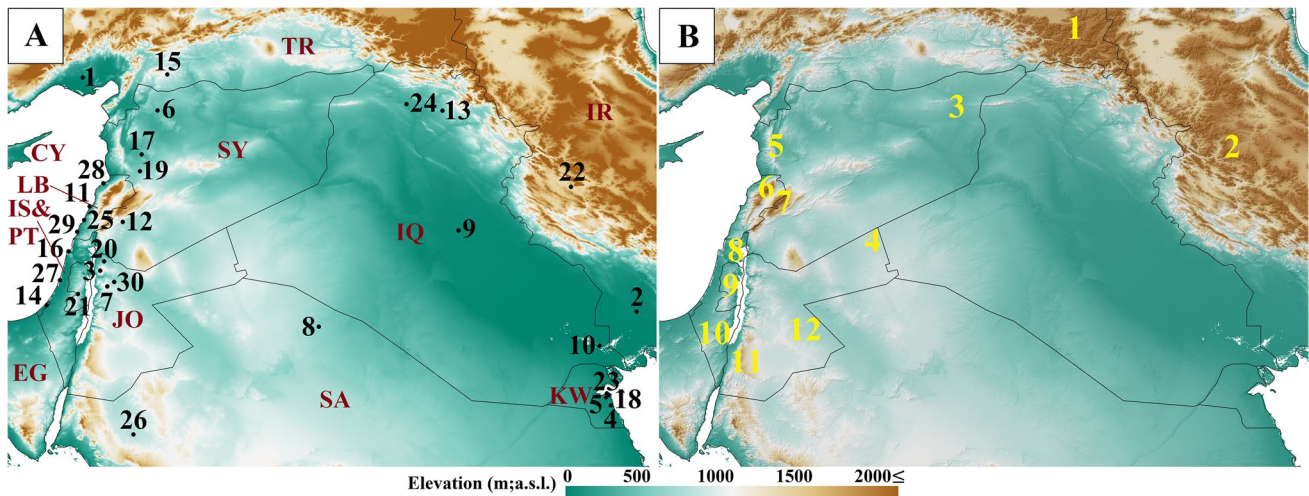 A
TR
15
1
6
24
13
IR
CY
17
SY
19
28
22
LB
11
IS&
25
12
29
PT
IQ
9
16
20
3
27
30
14
21
7
JO
2
8
10
EG
SA
KW
23
5
18
4
26
B
1
3
2
5
6
7
8
4
9
10
12
11
Elevation (m;a.s.l.)
0 500 1000 1500 2000≤